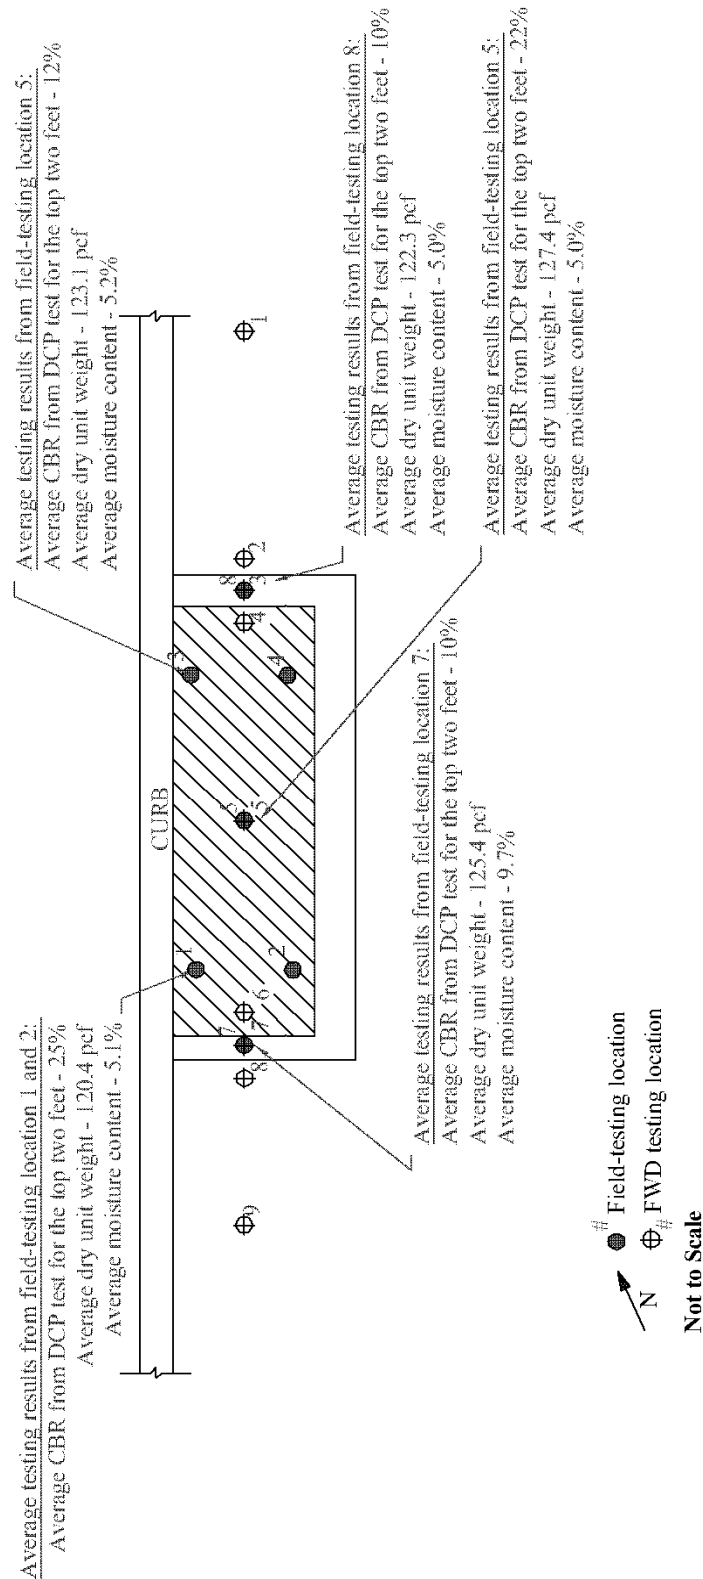 Average testing results from field-testing location 1 and 2:
Average CBR from DCP test for the top two feet - 25%
Average dry unit weight - 120.4 pcf
Average moisture content - 5.1%
Average testing results from field-testing location 5:
Average CBR from DCP test for the top two feet - 12%
Average dry unit weight - 123.1 pcf
Average moisture content - 5.2%
CURB
1
2
3
4
5
7
8
9
8
7
6
5
4
3
2
1
Average testing results from field-testing location 7:
Average CBR from DCP test for the top two feet - 10%
Average dry unit weight - 125.4 pcf
Average moisture content - 9.7%
Average testing results from field-testing location 8:
Average CBR from DCP test for the top two feet - 10%
Average dry unit weight - 122.3 pcf
Average moisture content - 5.0%
Average testing results from field-testing location 5:
Average CBR from DCP test for the top two feet - 22%
Average dry unit weight - 127.4 pcf
Average moisture content - 5.0%
N
# Field-testing location
# FWD testing location
Not to Scale